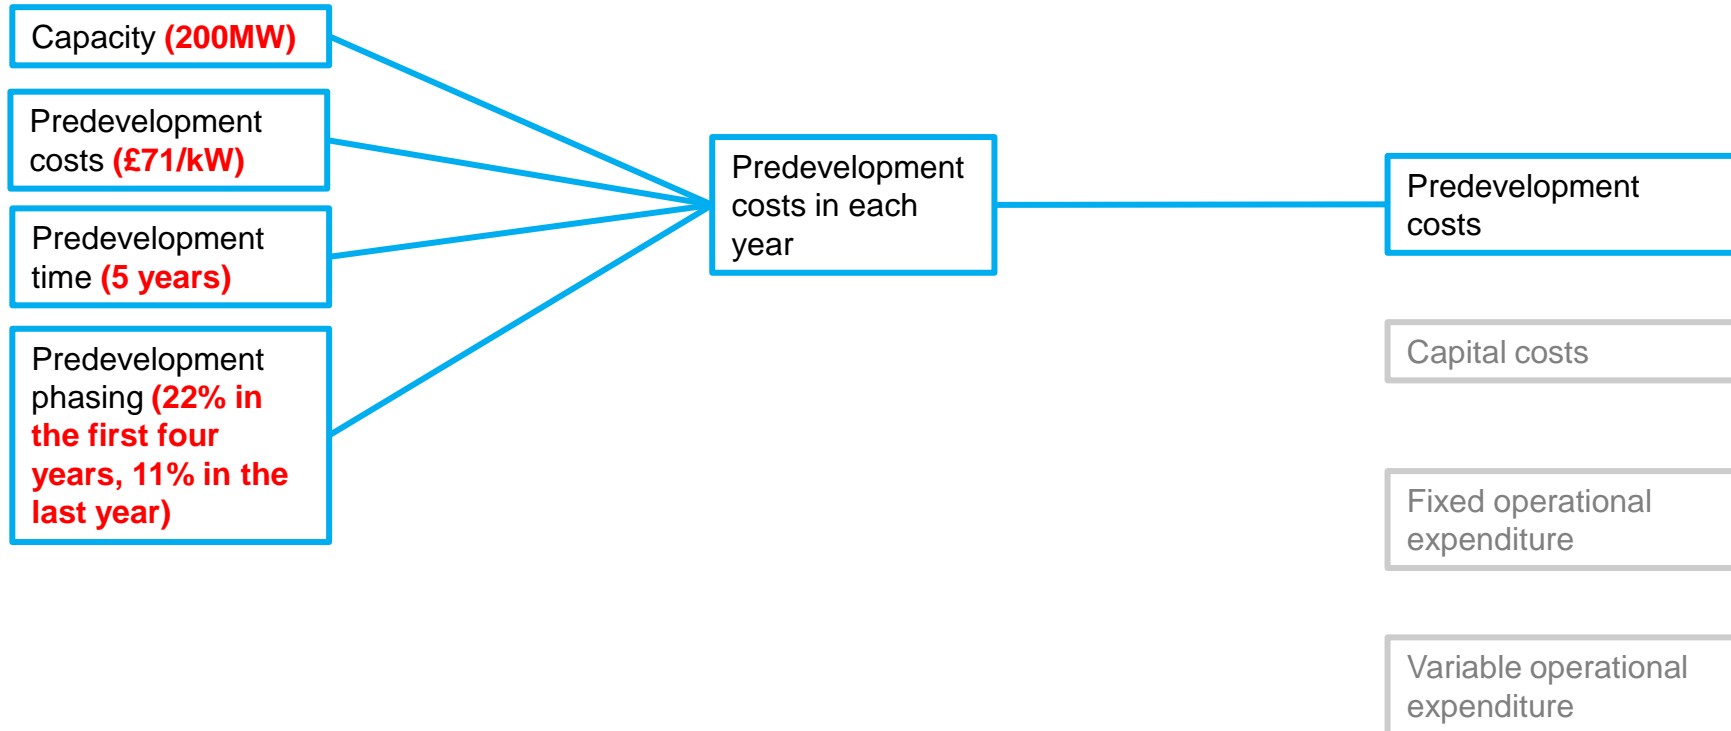 Capacity (200MW)
Predevelopment
costs (£71/kW)
Predevelopment
time (5 years)
Predevelopment
phasing (22% in
the first four
years, 11% in the
last year)
Predevelopment
costs in each
year
Predevelopment
costs
Capital costs
Fixed operational
expenditure
Variable operational
expenditure